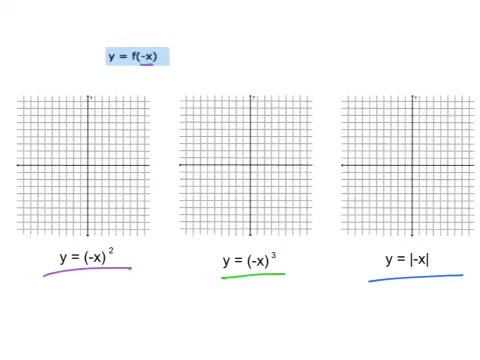 y = f(-x)
y = (-x)²
y = (-x)³
y = |-x|